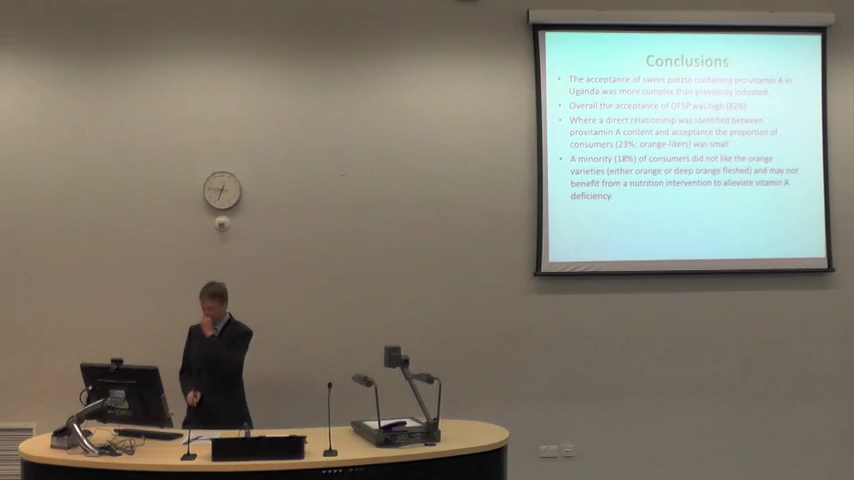 Conclusions
• The acceptance of sweet potato containing pro-vitamin A in
Uganda was more complex than previously indicated
• Overall the acceptance of OFSP was high (82%)
• Where a direct relationship was identified between
provitamin A content and acceptance the proportion of
consumers (23%: orange-likers) was small
• A minority (18%) of consumers did not like the orange
varieties (either orange or deep orange fleshed) and may not
benefit from a nutrition intervention to alleviate vitamin A
deficiency.